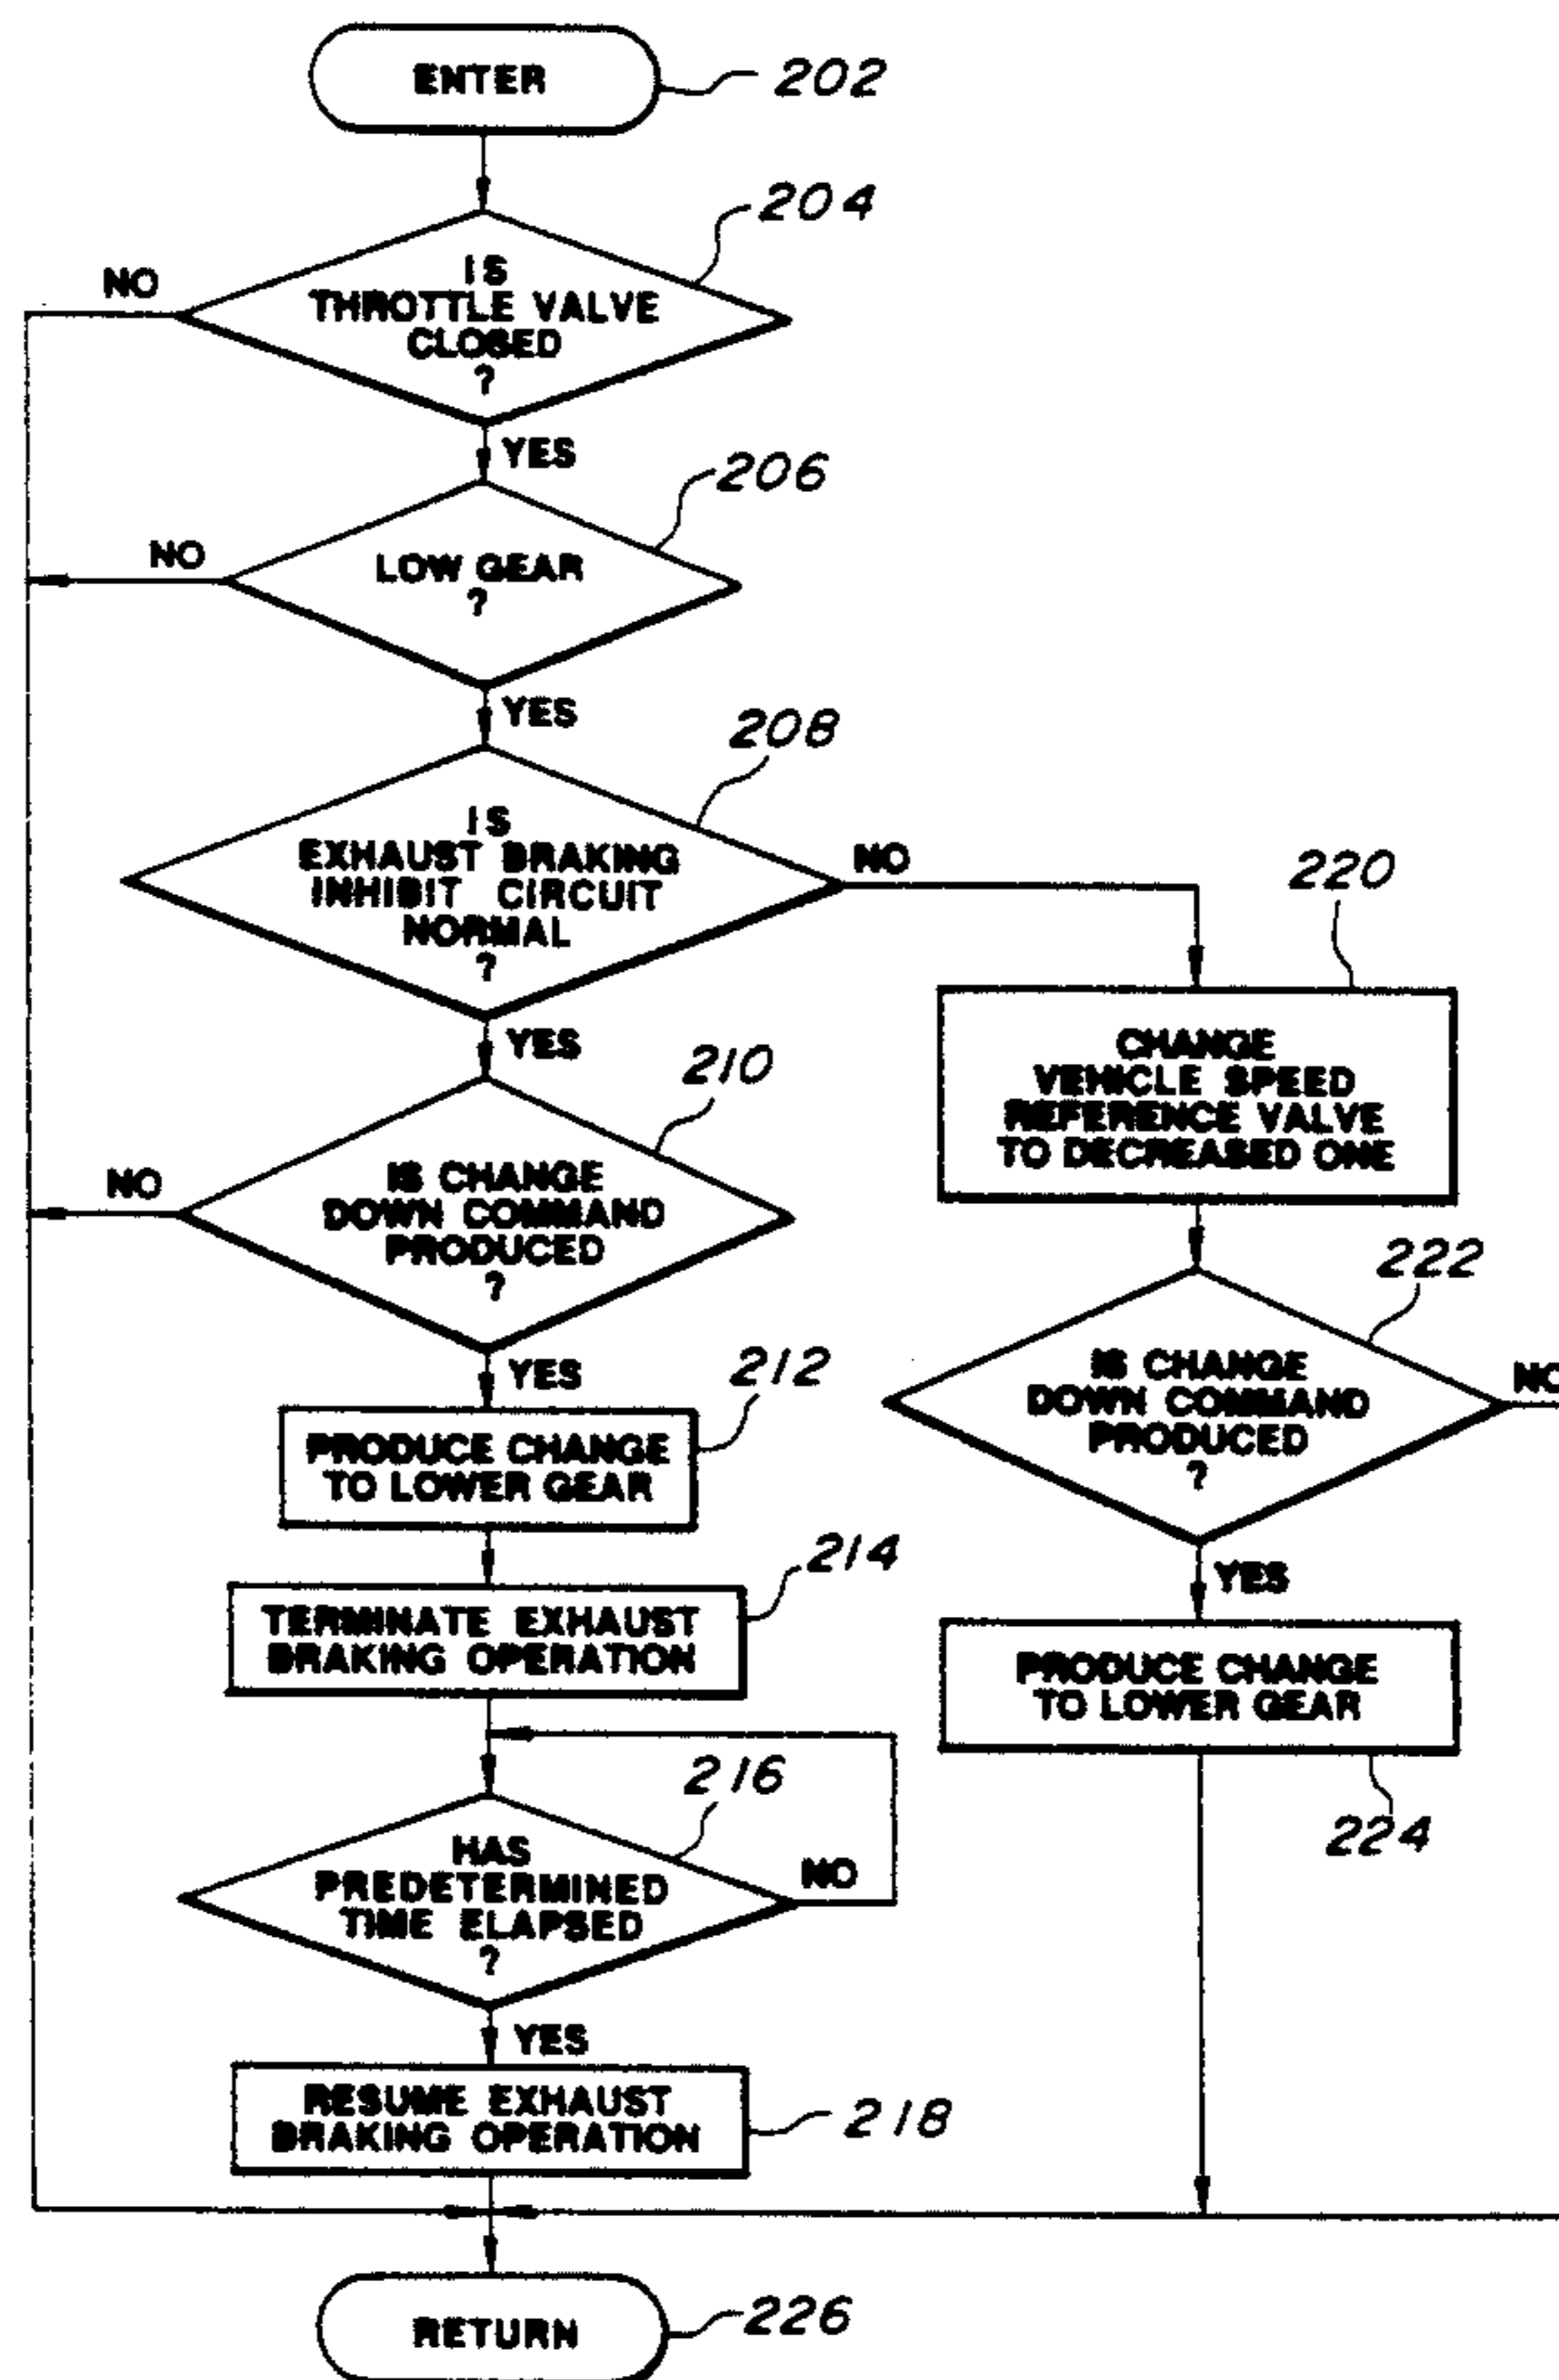 ENTER
202
204
IS
THROTTLE VALVE
CLOSED
?
NO
YES
206
LOW GEAR
?
NO
YES
208
IS
EXHAUST BRAKING
INHIBIT CIRCUIT
NORMAL
?
NO
YES
210
IS CHANGE
DOWN COMMAND
PRODUCED
?
NO
YES
212
PRODUCE CHANGE
TO LOWER GEAR
214
TERMINATE EXHAUST
BRAKING OPERATION
216
HAS
PREDETERMINED
TIME ELAPSED
?
NO
YES
RESUME EXHAUST
BRAKING OPERATION
218
220
CHANGE
VEHICLE SPEED
REFERENCE VALVE
TO DECREASED ONE
222
IS CHANGE
DOWN COMMAND
PRODUCED
?
NO
YES
PRODUCE CHANGE
TO LOWER GEAR
224
RETURN
226